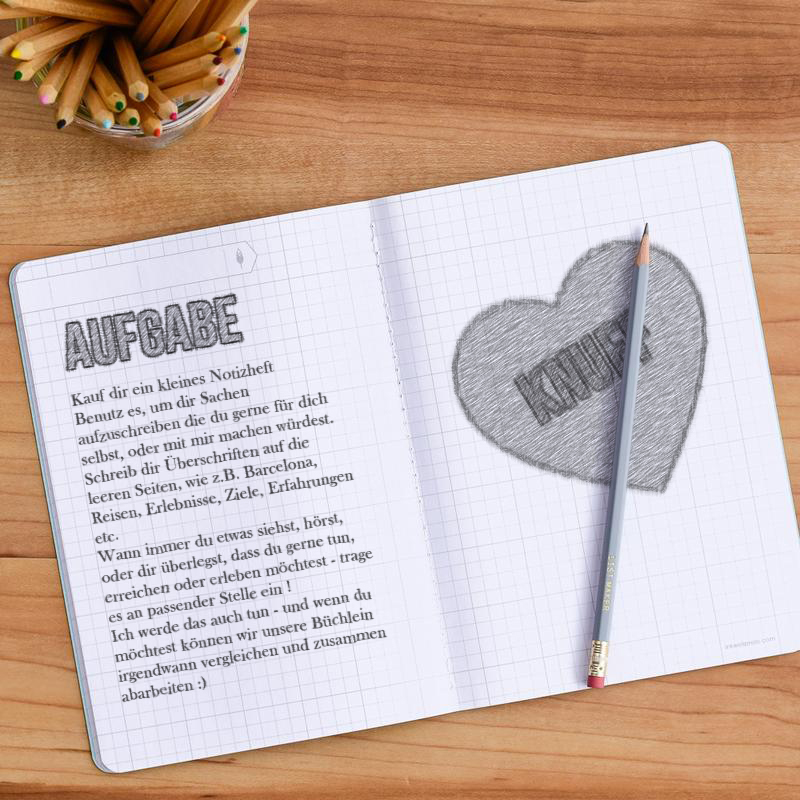 AUFGABE
Kauf dir ein kleines Notizheft
Benutz es, um dir Sachen
aufzuschreiben die du gerne für dich
selbst, oder mit mir machen würdest.
Schreib dir Überschriften auf die
leeren Seiten, wie z.B. Barcelona,
Reisen, Erlebnisse, Ziele, Erfahrungen
etc.
Wann immer du etwas siehst, hörst,
oder dir überlegst, dass du gerne tun,
erreichen oder erleben möchtest - trage
es an passender Stelle ein !
Ich werde das auch tun - und wenn du
möchtest können wir unsere Büchlein
irgendwann vergleichen und zusammen
abarbeiten :)
LIST MAKER